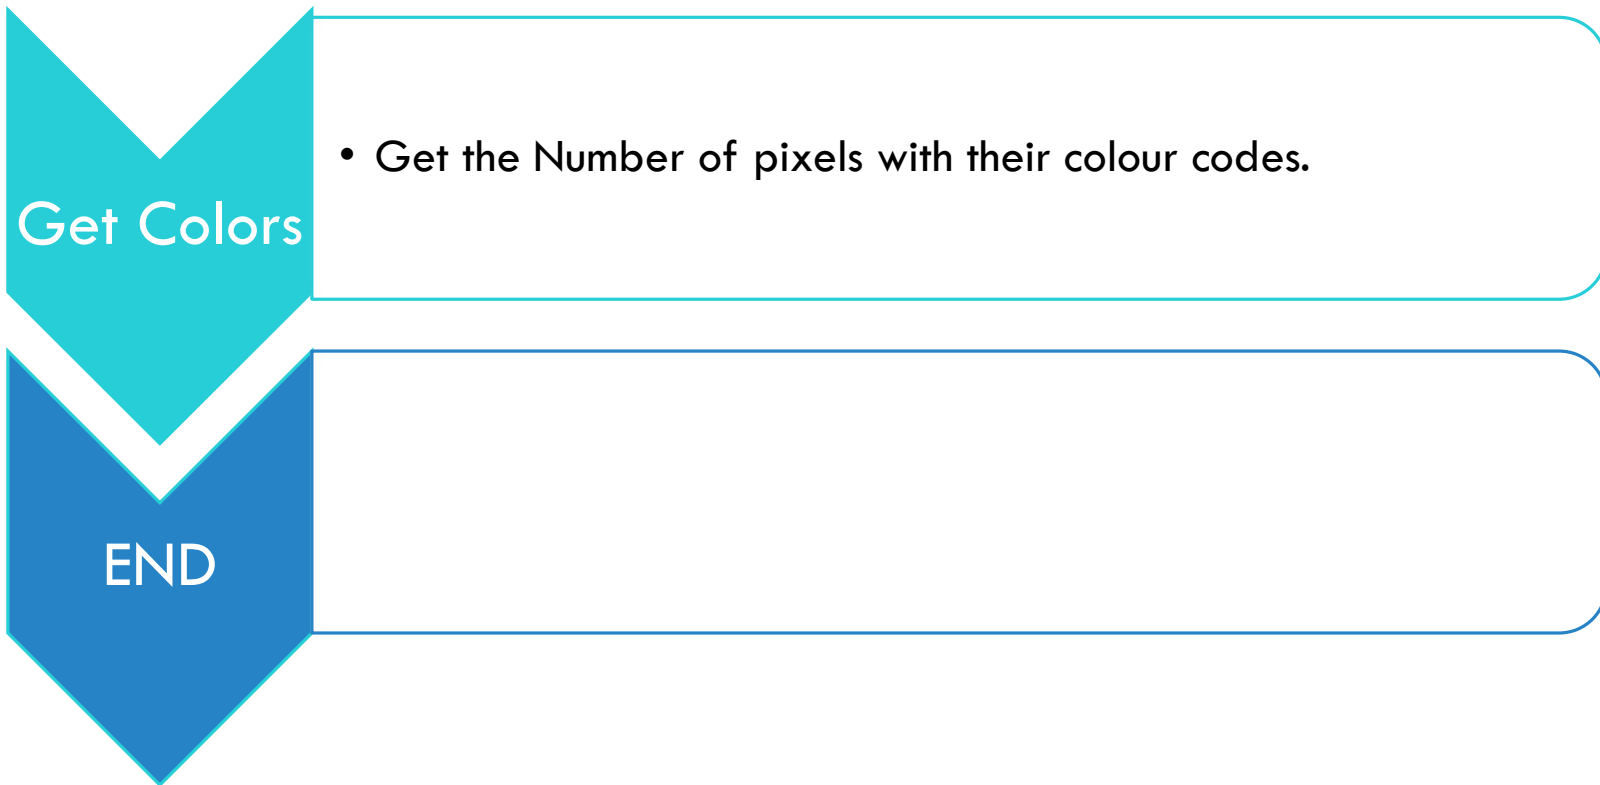 Get Colors
• Get the Number of pixels with their colour codes.
END